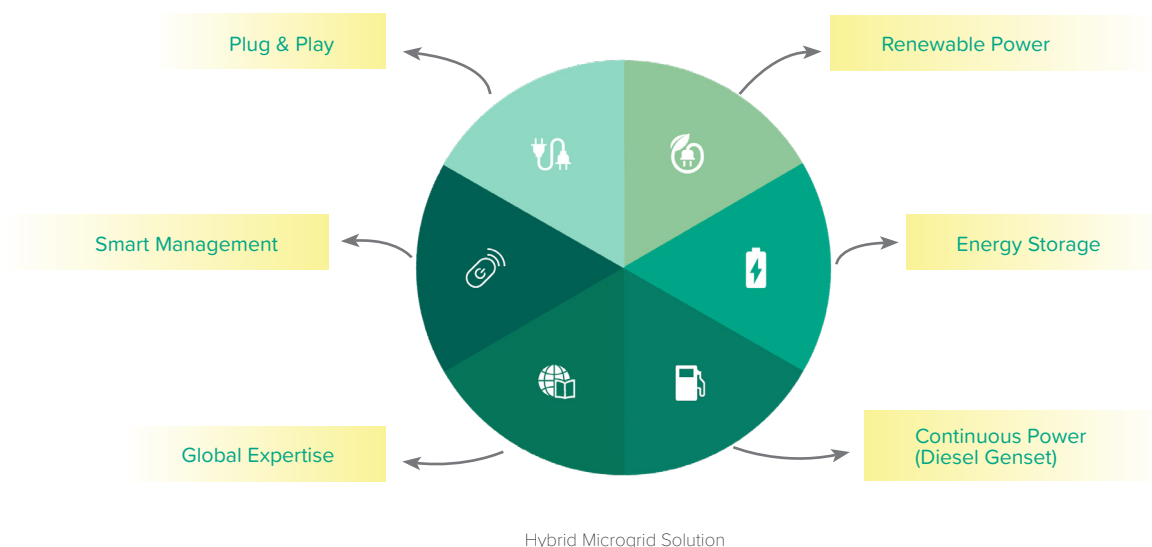 Plug & Play
Renewable Power
Smart Management
Energy Storage
Global Expertise
Continuous Power
(Diesel Genset)
Hybrid Microgrid Solution